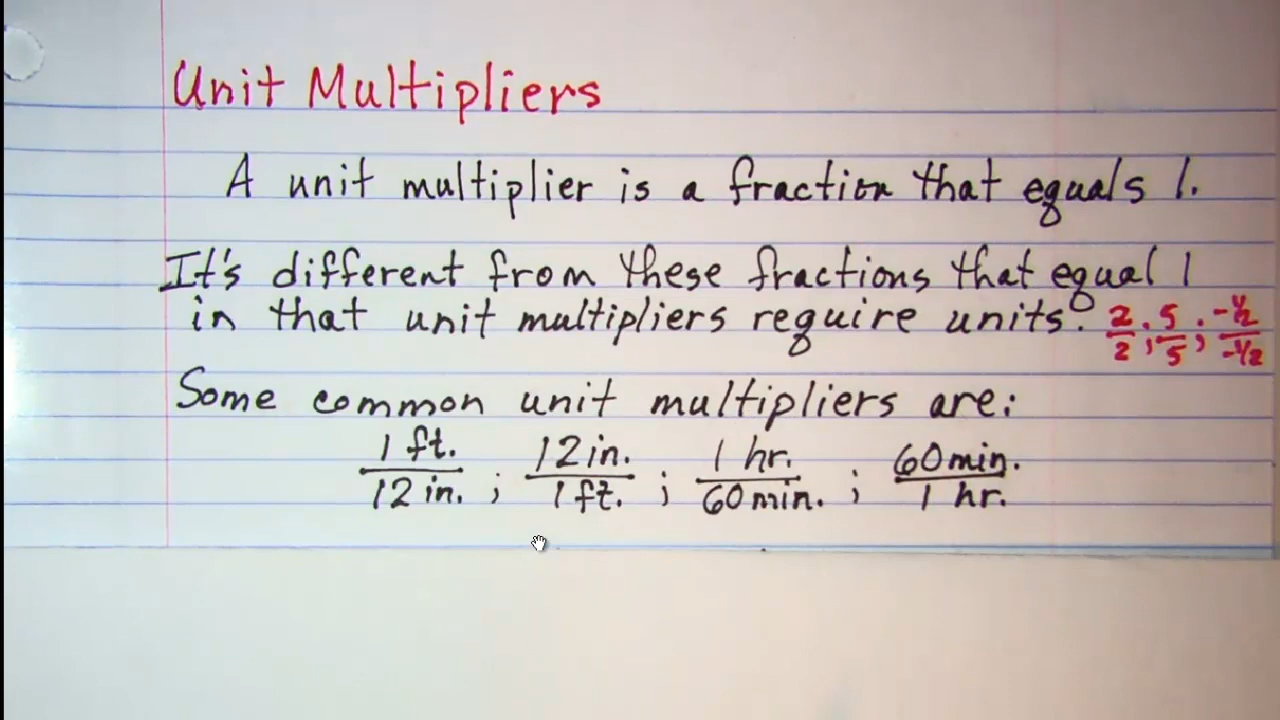 Unit Multipliers
A unit multiplier is a fraction that equals 1.
It's different from these fractions that equal 1
in that unit multipliers require units. 2/2 ; 5/5 ; -1/2/-1/2
Some common unit multipliers are:
1 ft./12 in. ; 12 in./1 ft. ; 1 hr./60 min. ; 60 min./1 hr.